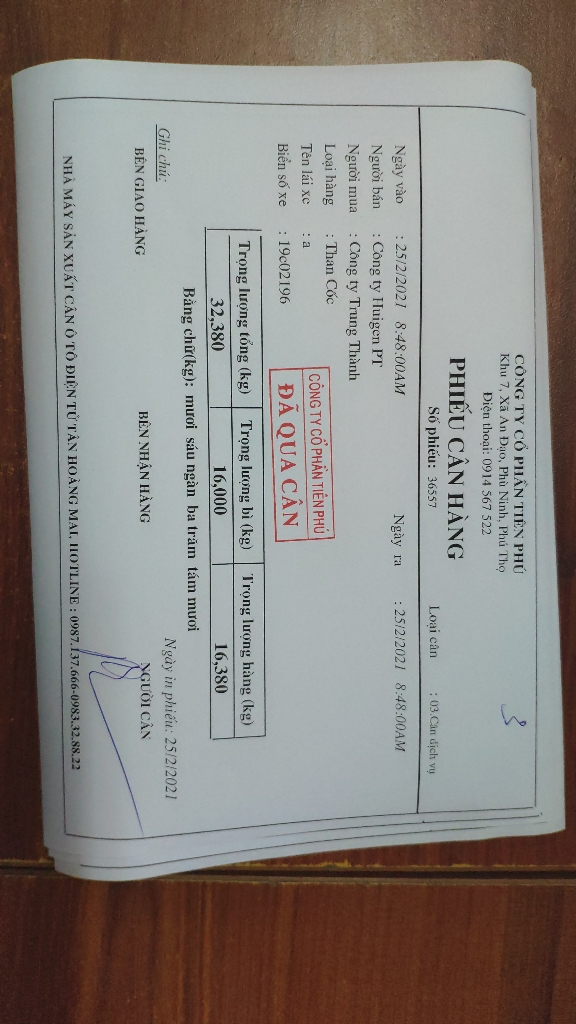 CÔNG TY CỔ PHẦN TIÊN PHÚ
Khu 7, Xã An Đạo, Phù Ninh, Phú Thọ
Điện thoại: 0914 567 522
PHIẾU CÂN HÀNG
Loại cân : 03.Cân dịch vụ
Số phiếu: 36557
Ngày vào : 25/2/2021 8:48:00AM Ngày ra : 25/2/2021 8:48:00AM
Người bán : Công ty Huigen PT
Người mua : Công ty Trung Thành
Loại hàng : Than Cốc
Tên lái xe : a
Biển số xe : 19c02196
CÔNG TY CỔ PHẦN TIÊN PHÚ
ĐÃ QUA CÂN
Trọng lượng tổng (kg) Trọng lượng bì (kg) Trọng lượng hàng (kg)
32,380 16,000 16,380
Bằng chữ(kg): mươi sáu ngàn ba trăm tám mươi
Ngày in phiếu: 25/2/2021
Ghi chú:
BÊN GIAO HÀNG BÊN NHẬN HÀNG NGƯỜI CÂN
NHÀ MÁY SẢN XUẤT CÂN Ô TÔ ĐIỆN TỬ TÂN HOÀNG MAI, HOTLINE : 0987.137.666-0983.32.88.22